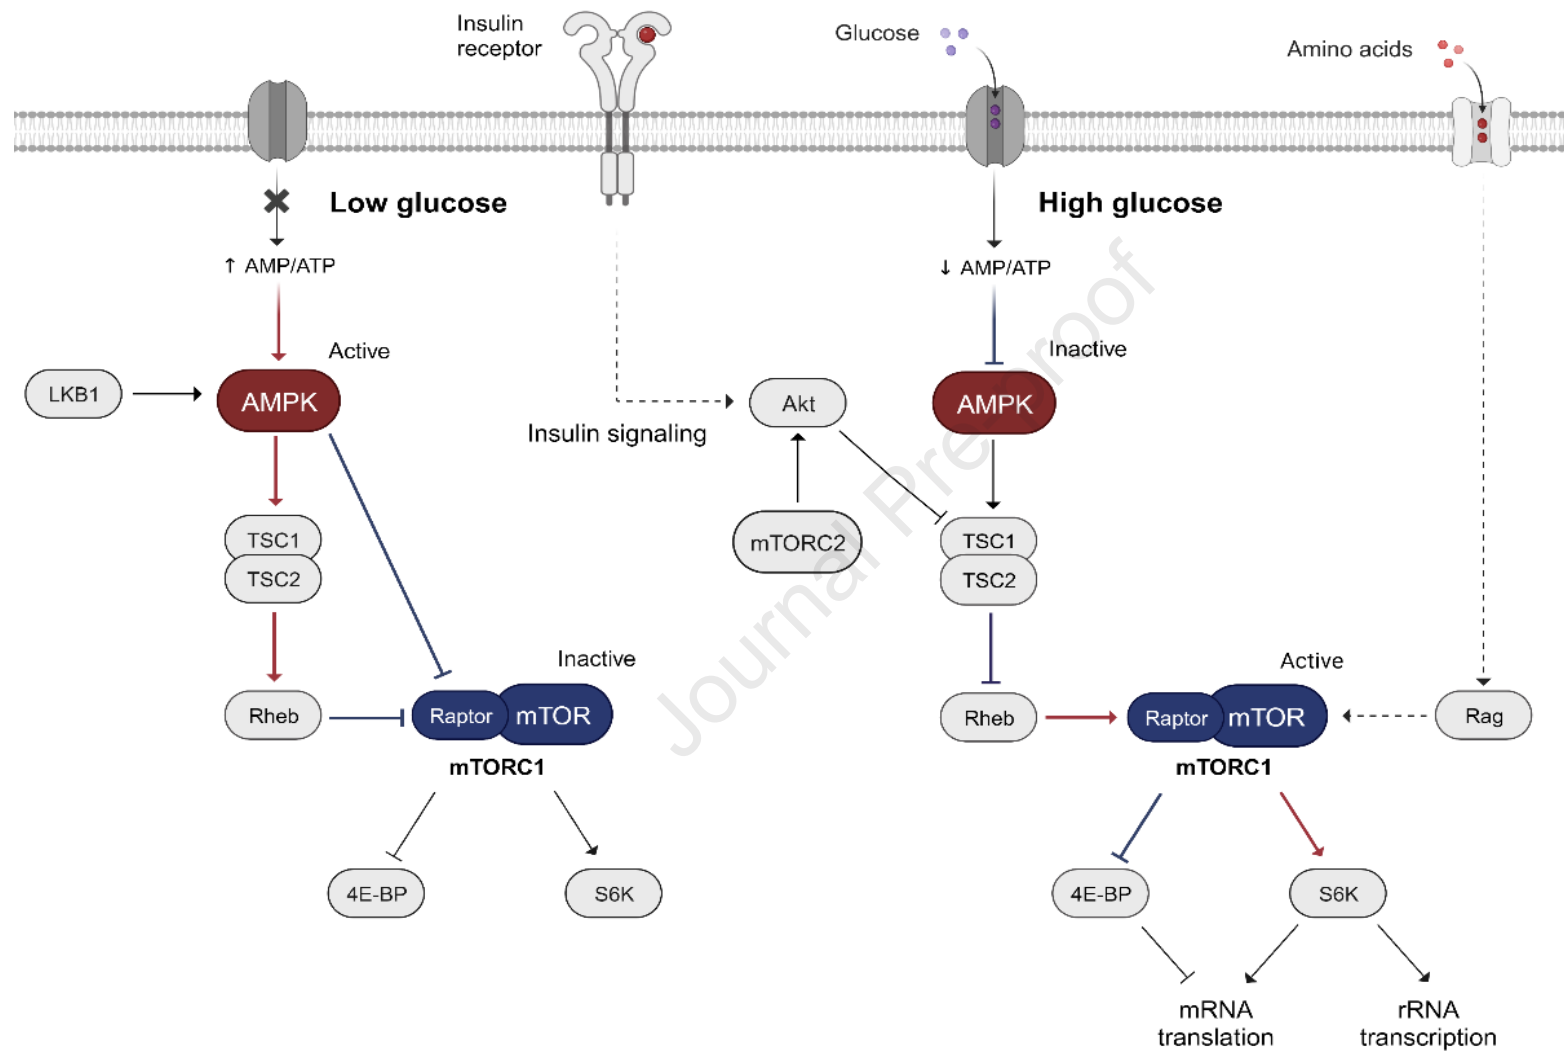 Insulin
receptor
Glucose
Amino acids
Low glucose
High glucose
↑ AMP/ATP
↓ AMP/ATP
Active
Inactive
LKB1
AMPK
Akt
AMPK
Insulin signaling
TSC1
TSC2
mTORC2
TSC1
TSC2
Inactive
Active
Rheb
Raptor
mTOR
Rheb
Raptor
mTOR
Rag
mTORC1
mTORC1
4E-BP
S6K
4E-BP
S6K
mRNA
translation
rRNA
transcription
Journal Pre-proof